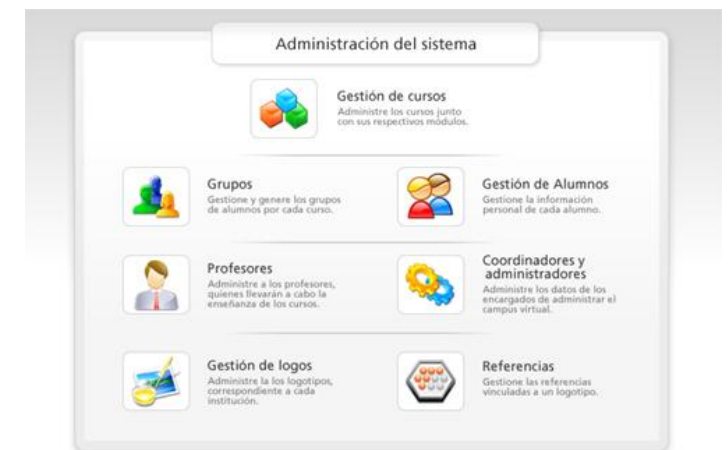 Administración del sistema
Gestión de cursos
Administre los cursos junto
con sus respectivos módulos.
Grupos
Gestione y genere los grupos
de alumnos por cada curso.
Gestión de Alumnos
Gestione la información
personal de cada alumno.
Profesores
Administre a los profesores,
quienes llevarán a cabo la
enseñanza de los cursos.
Coordinadores y
administradores
Administre los datos de los
encargados de administrar el
campus virtual.
Gestión de logos
Administre la los logotipos,
correspondiente a cada
institución.
Referencias
Gestione las referencias
vinculadas a un logotipo.